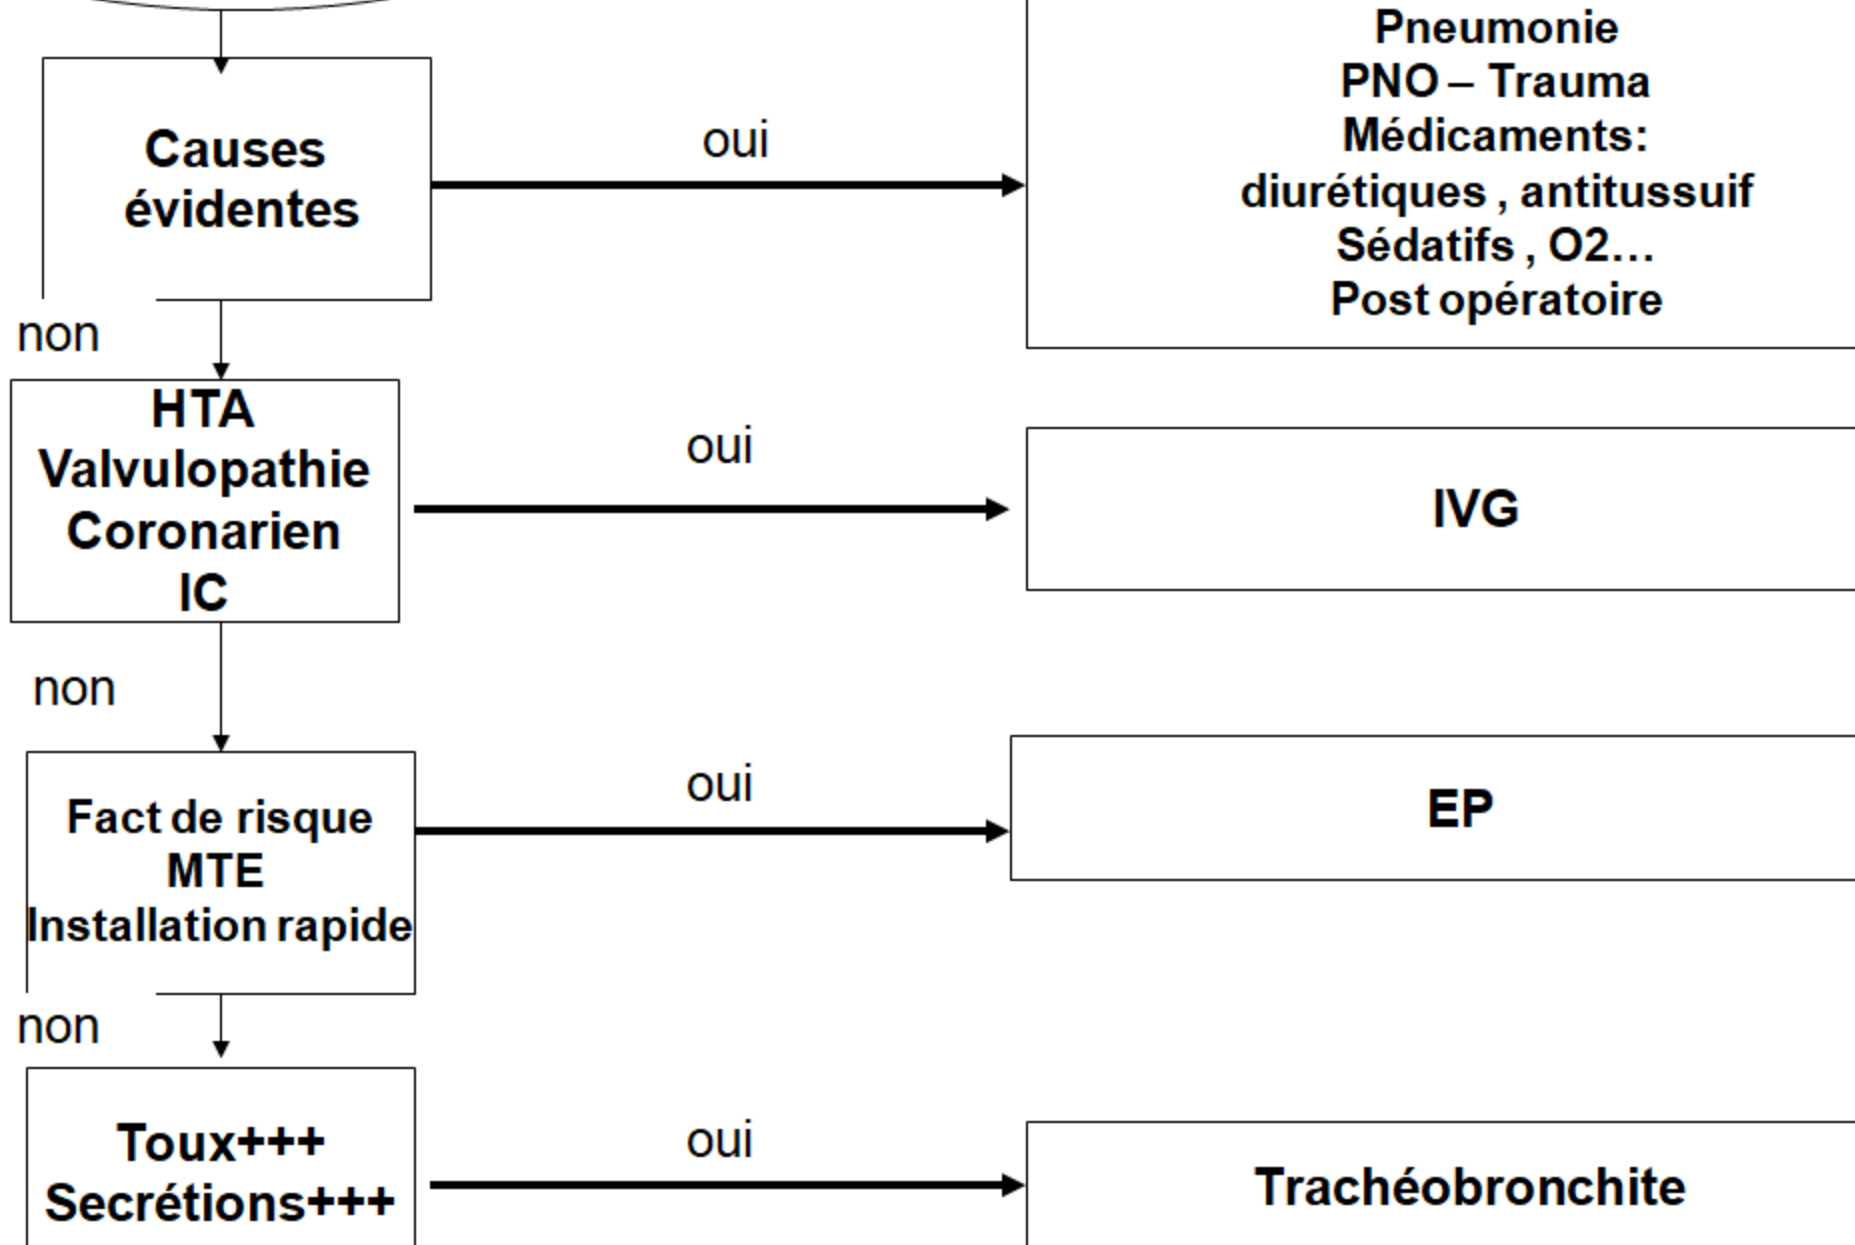 Causes
évidentes
oui
Pneumonie
PNO – Trauma
Médicaments:
diurétiques , antitussuif
Sédatifs , O2...
Post opératoire
non
HTA
Valvulopathie
Coronarien
IC
oui
IVG
non
Fact de risque
MTE
Installation rapide
oui
EP
non
Toux+++
Secrétions+++
oui
Trachéobronchite